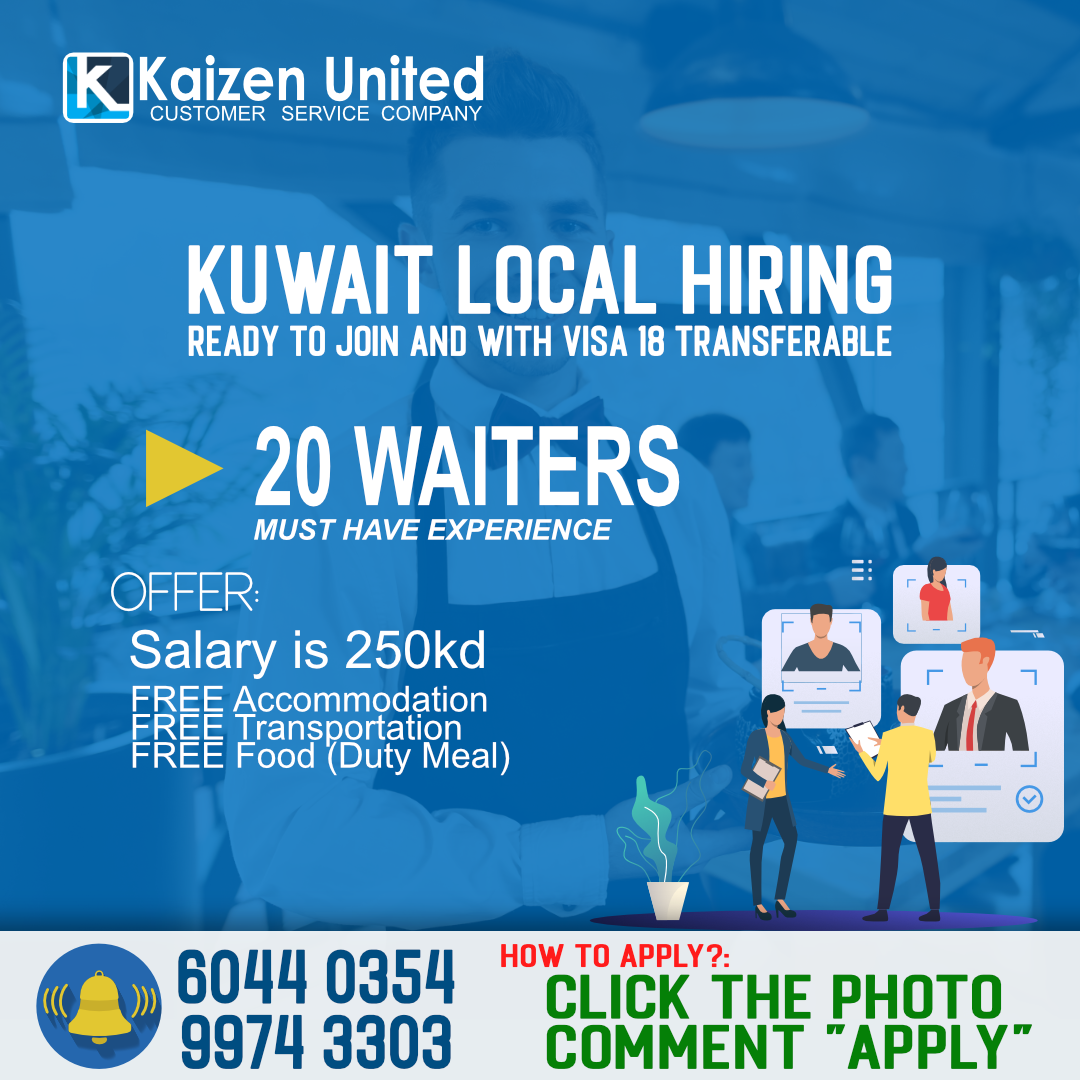 K Kaizen United
CUSTOMER SERVICE COMPANY
KUWAIT LOCAL HIRING
READY TO JOIN AND WITH VISA 18 TRANSFERABLE
20 WAITERS
MUST HAVE EXPERIENCE
OFFER:
Salary is 250kd
FREE Accommodation
FREE Transportation
FREE Food (Duty Meal)
6044 0354
9974 3303
HOW TO APPLY?:
CLICK THE PHOTO
COMMENT "APPLY"